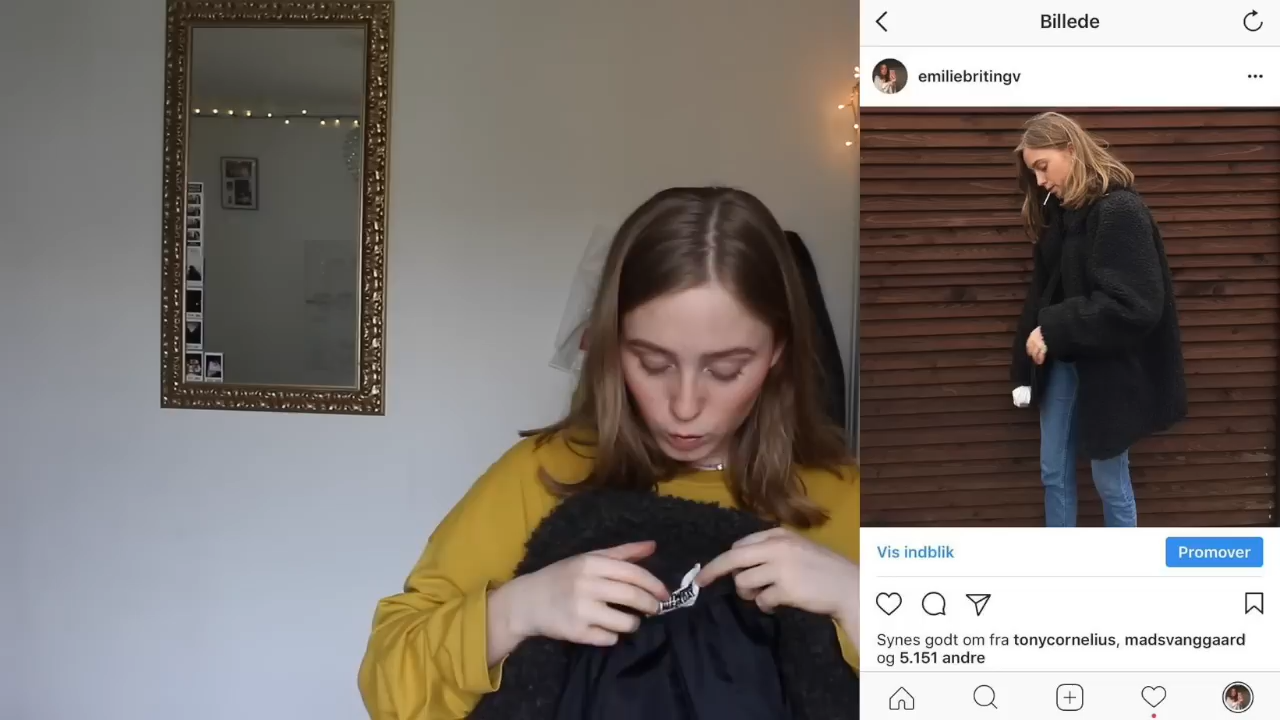 Billede
emiliebritingv
Vis indblik
Promover
Synes godt om fra tonycornelius, madsvanggaard
og 5.151 andre